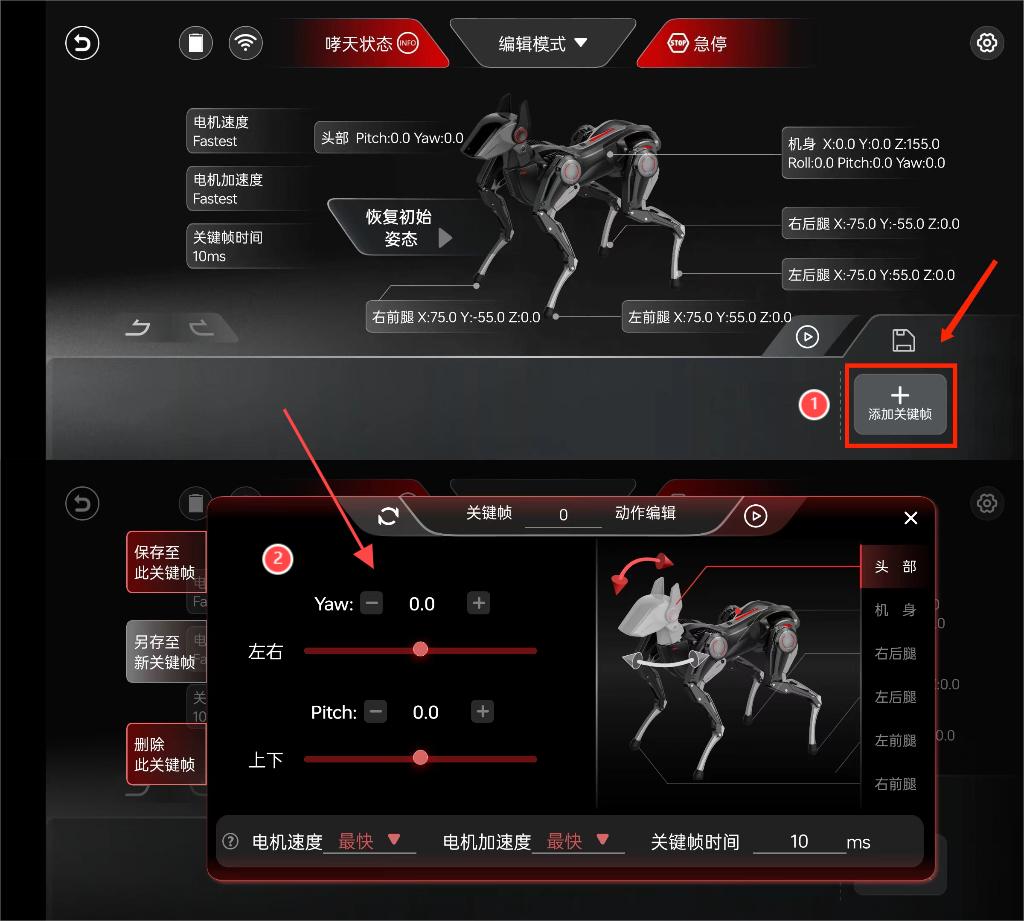 哮天状态 INFO
编辑模式
STOP 急停
电机速度
Fastest
头部 Pitch:0.0 Yaw:0.0
机身 X:0.0 Y:0.0 Z:155.0
Roll:0.0 Pitch:0.0 Yaw:0.0
电机加速度
Fastest
恢复初始
姿态
右后腿 X:-75.0 Y:-55.0 Z:0.0
关键帧时间
10ms
左后腿 X:-75.0 Y:55.0 Z:0.0
右前腿 X:75.0 Y:-55.0 Z:0.0
左前腿 X:75.0 Y:55.0 Z:0.0
1
添加关键帧
关键帧 0 动作编辑
保存至
此关键帧
2
头 部
Yaw: 0.0
机 身
左右
右后腿
另存至
新关键帧
左后腿
Pitch: 0.0
左前腿
上下
删除
此关键帧
右前腿
电机速度 最快
电机加速度 最快
关键帧时间 10 ms